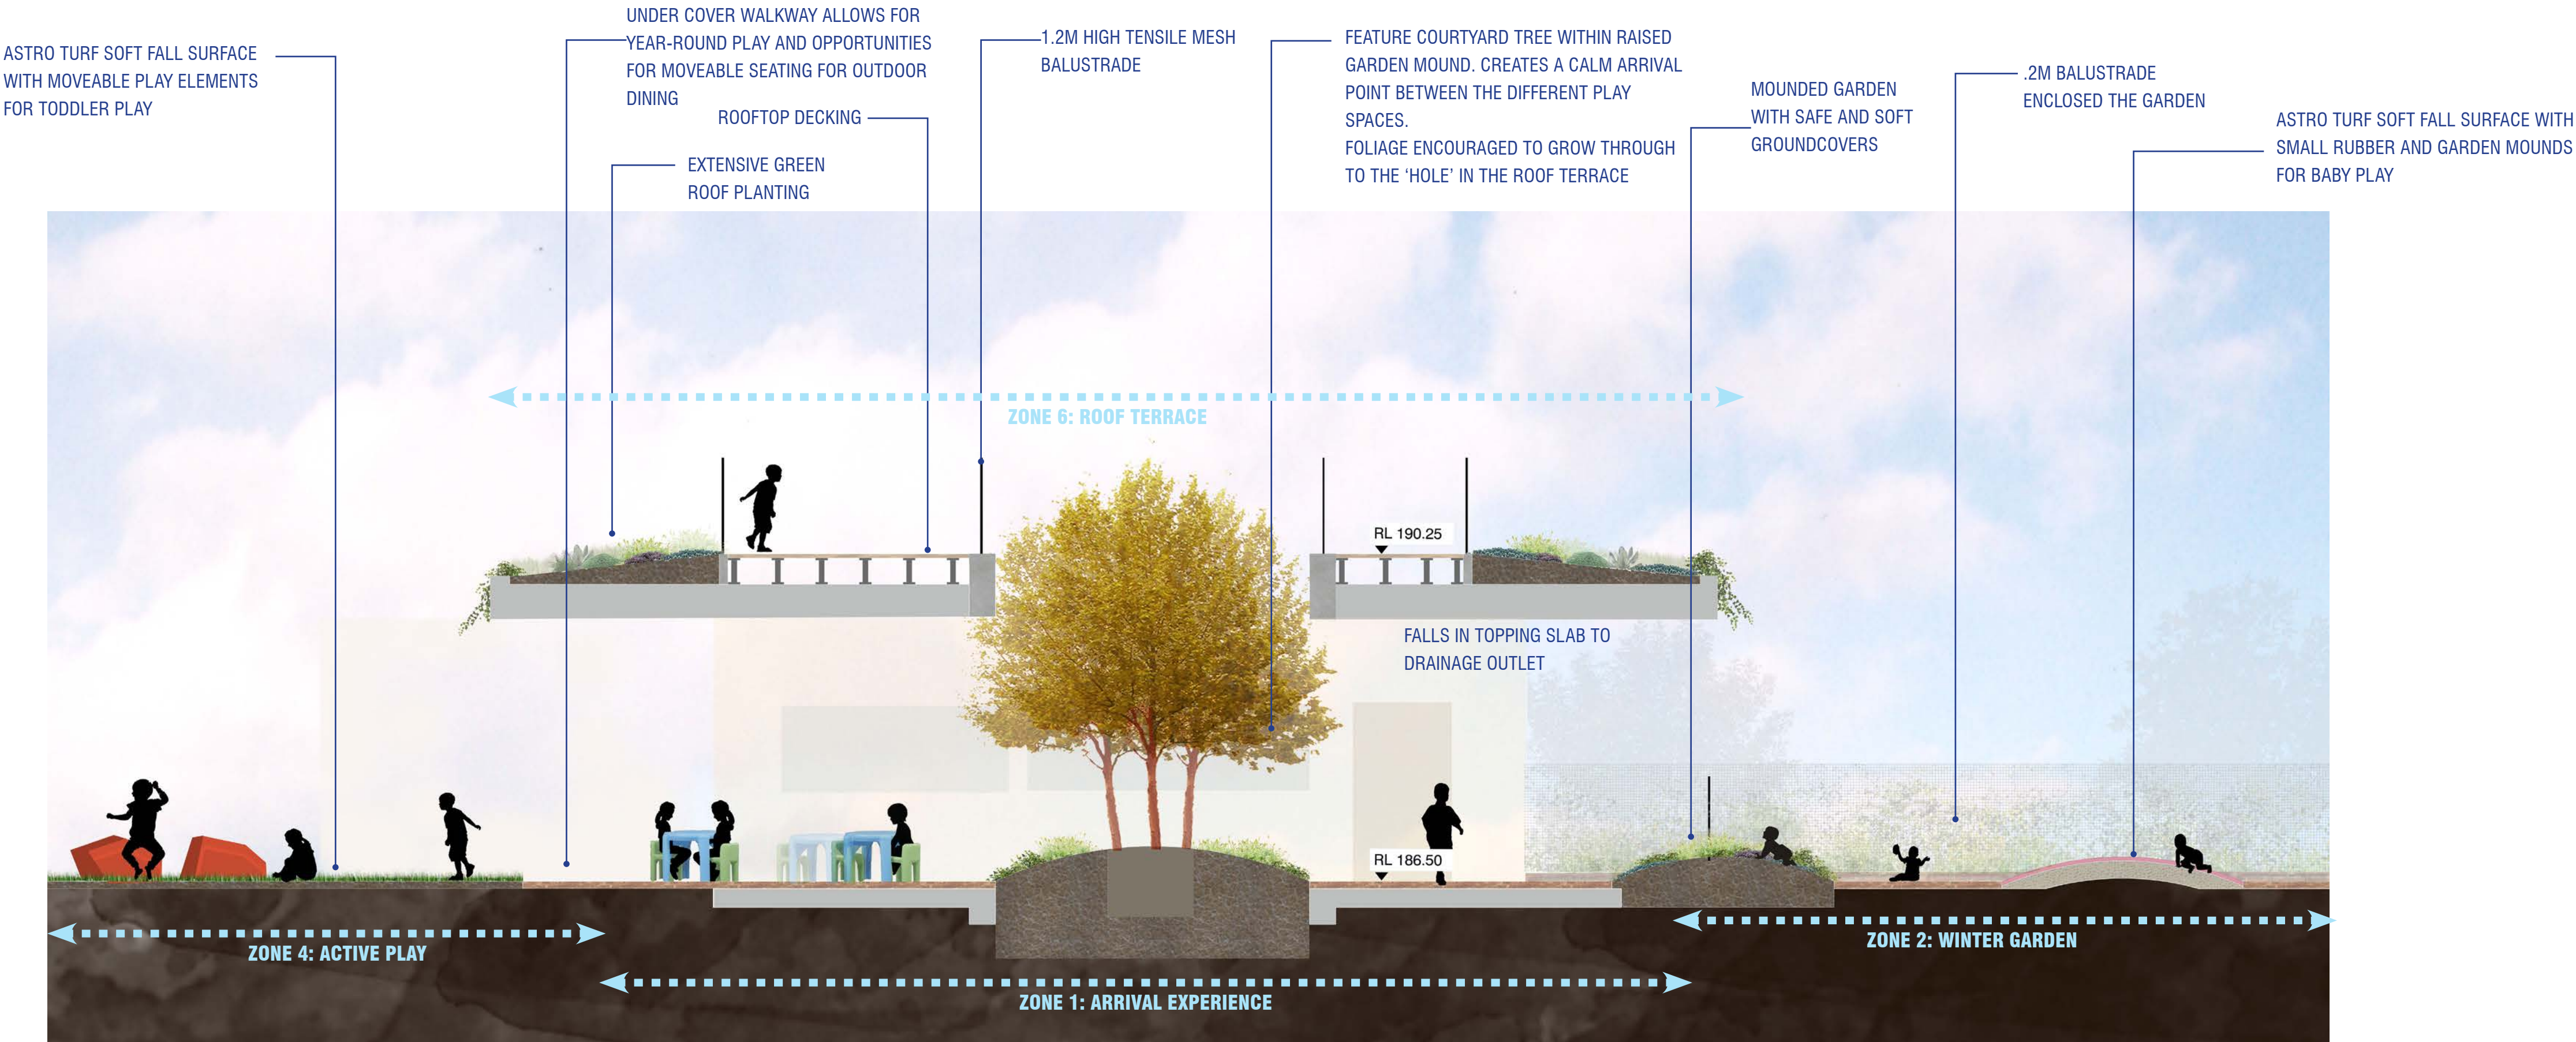 ASTRO TURF SOFT FALL SURFACE
WITH MOVEABLE PLAY ELEMENTS
FOR TODDLER PLAY
UNDER COVER WALKWAY ALLOWS FOR
YEAR-ROUND PLAY AND OPPORTUNITIES
FOR MOVEABLE SEATING FOR OUTDOOR
DINING
ROOFTOP DECKING
EXTENSIVE GREEN
ROOF PLANTING
1.2M HIGH TENSILE MESH
BALUSTRADE
FEATURE COURTYARD TREE WITHIN RAISED
GARDEN MOUND. CREATES A CALM ARRIVAL
POINT BETWEEN THE DIFFERENT PLAY
SPACES.
FOLIAGE ENCOURAGED TO GROW THROUGH
TO THE ‘HOLE’ IN THE ROOF TERRACE
MOUNDED GARDEN
WITH SAFE AND SOFT
GROUNDCOVERS
.2M BALUSTRADE
ENCLOSED THE GARDEN
ASTRO TURF SOFT FALL SURFACE WITH
SMALL RUBBER AND GARDEN MOUNDS
FOR BABY PLAY
ZONE 6: ROOF TERRACE
RL 190.25
FALLS IN TOPPING SLAB TO
DRAINAGE OUTLET
RL 186.50
ZONE 4: ACTIVE PLAY
ZONE 2: WINTER GARDEN
ZONE 1: ARRIVAL EXPERIENCE